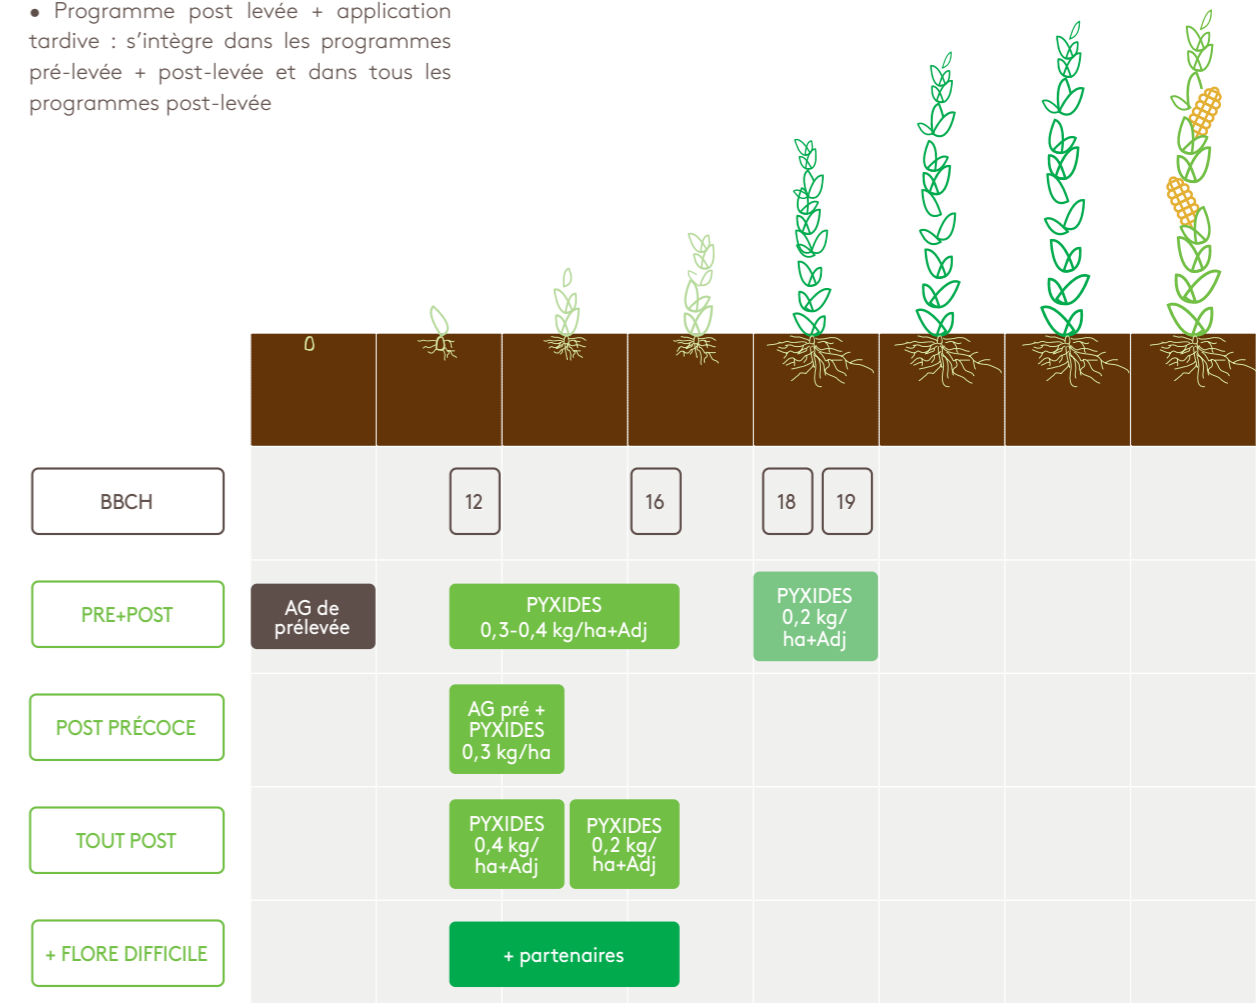 • Programme post levée + application
tardive : s’intègre dans les programmes
pré-levée + post-levée et dans tous les
programmes post-levée
BBCH
12
16
18
19
PRE+POST
AG de
prélevée
PYXIDES
0,3-0,4 kg/ha+Adj
PYXIDES
0,2 kg/
ha+Adj
POST PRÉCOCE
AG pré +
PYXIDES
0,3 kg/ha
TOUT POST
PYXIDES
0,4 kg/
ha+Adj
PYXIDES
0,2 kg/
ha+Adj
+ FLORE DIFFICILE
+ partenaires